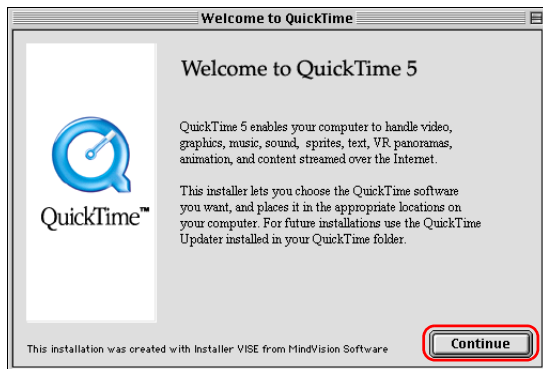 Welcome to QuickTime
Welcome to QuickTime 5
QuickTime 5 enables your computer to handle video,
graphics, music, sound, sprites, text, VR panoramas,
animation, and content streamed over the Internet.
This installer lets you choose the QuickTime software
you want, and places it in the appropriate locations on
your computer. For future installations use the QuickTime
Updater installed in your QuickTime folder.
QuickTime™
This installation was created with Installer VISE from MindVision Software
Continue